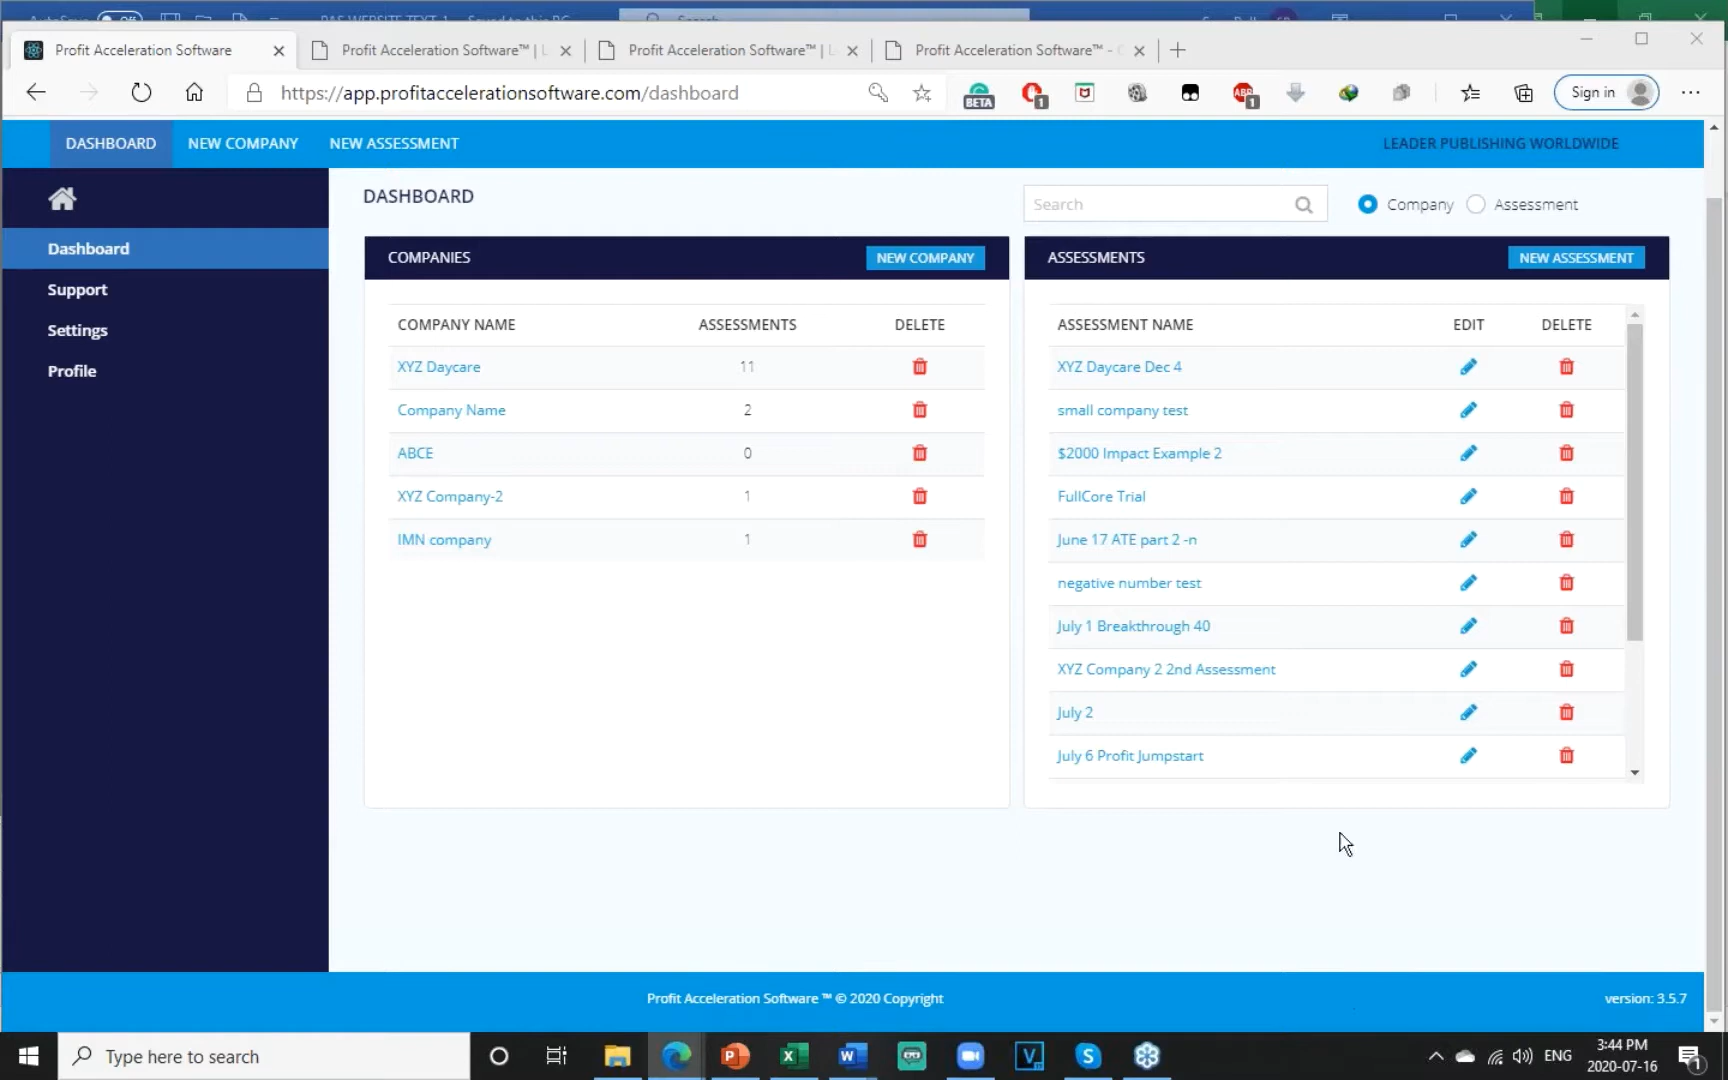 Profit Acceleration Software
Profit Acceleration Software™ | L
Profit Acceleration Software™ | L
Profit Acceleration Software™ - C
https://app.profitaccelerationsoftware.com/dashboard
BETA
1
ABP
1
Sign in
DASHBOARD
NEW COMPANY
NEW ASSESSMENT
LEADER PUBLISHING WORLDWIDE
Dashboard
Support
Settings
Profile
DASHBOARD
Search
Company
Assessment
COMPANIES
NEW COMPANY
COMPANY NAME ASSESSMENTS DELETE
XYZ Daycare 11
Company Name 2
ABCE 0
XYZ Company-2 1
IMN company 1
ASSESSMENTS
NEW ASSESSMENT
ASSESSMENT NAME EDIT DELETE
XYZ Daycare Dec 4
small company test
$2000 Impact Example 2
FullCore Trial
June 17 ATE part 2 -n
negative number test
July 1 Breakthrough 40
XYZ Company 2 2nd Assessment
July 2
July 6 Profit Jumpstart
Profit Acceleration Software ™ © 2020 Copyright
version: 3.5.7
Type here to search
ENG
3:44 PM
2020-07-16
1